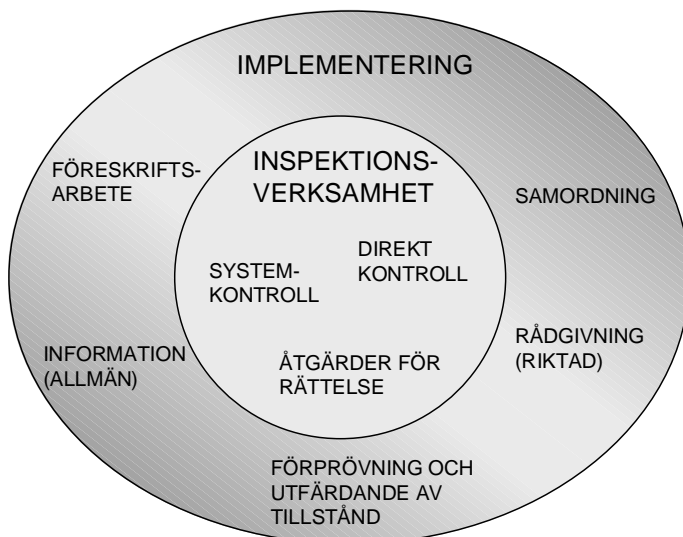 IMPLEMENTERING
FÖRESKRIFTS-
ARBETE
INSPEKTIONS-
VERKSAMHET
SAMORDNING
SYSTEM-
KONTROLL
DIREKT
KONTROLL
INFORMATION
(ALLMÄN)
ÅTGÄRDER FÖR
RÄTTELSE
RÅDGIVNING
(RIKTAD)
FÖRPRÖVNING OCH
UTFÄRDANDE AV
TILLSTÅND